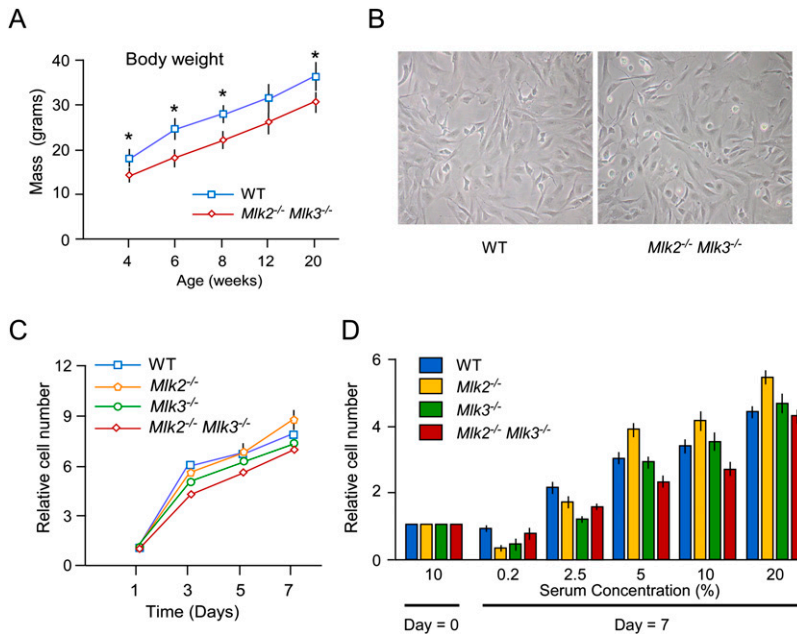 A
Body weight
Mass (grams)
40
30
20
10
0
* * * *
WT
Mlk2-/- Mlk3-/-
4 6 8 12 20
Age (weeks)
B
WT
Mlk2-/- Mlk3-/-
C
Relative cell number
12
9
6
3
0
WT
Mlk2-/-
Mlk3-/-
Mlk2-/- Mlk3-/-
1 3 5 7
Time (Days)
D
Relative cell number
6
4
2
0
WT
Mlk2-/-
Mlk3-/-
Mlk2-/- Mlk3-/-
10 0.2 2.5 5 10 20
Serum Concentration (%)
Day = 0 Day = 7